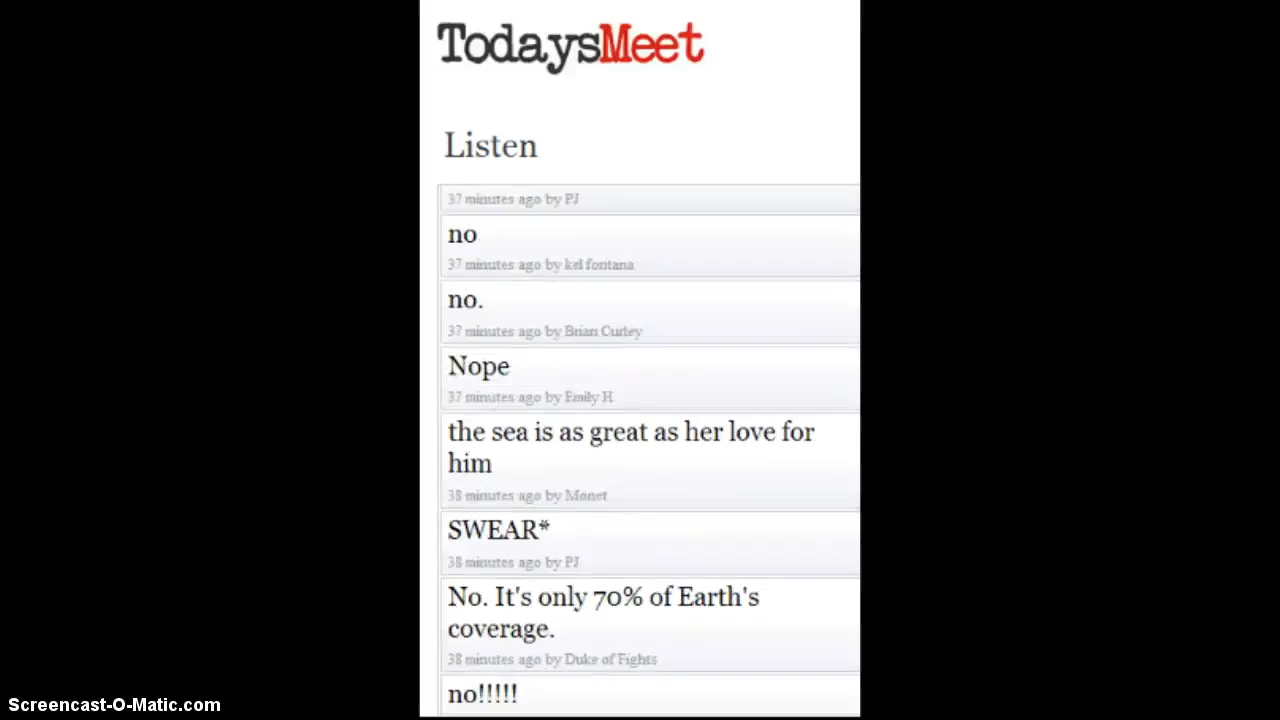 TodaysMeet
Listen
37 minutes ago by PJ
no
37 minutes ago by kel fontana
no.
37 minutes ago by Brian Curley
Nope
37 minutes ago by Emily H
the sea is as great as her love for
him
38 minutes ago by Monet
SWEAR*
38 minutes ago by PJ
No. It's only 70% of Earth's
coverage.
38 minutes ago by Duke of Fights
no!!!!!
Screencast-O-Matic.com